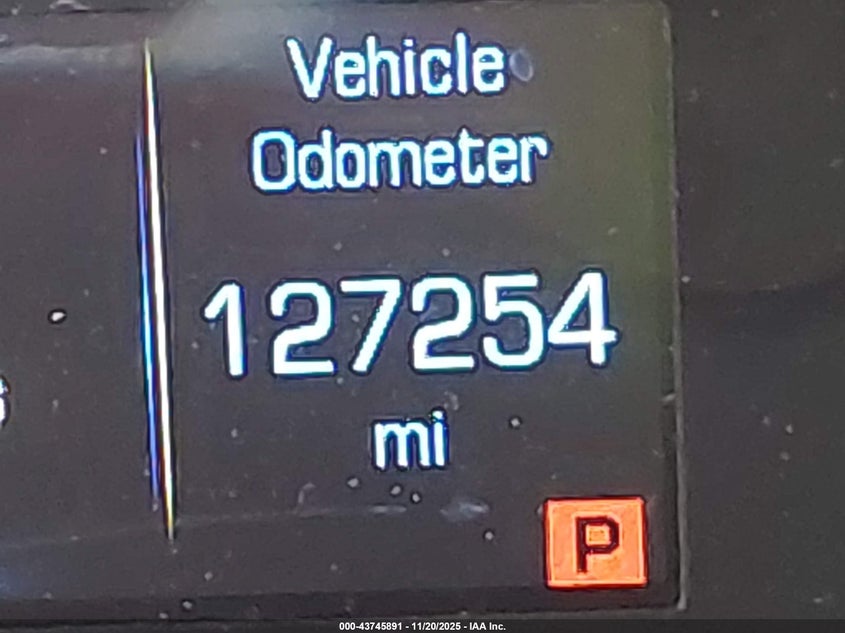 Vehicle
Odometer
127254
mi
P
000-43745891 - 11/20/2025 - IAA Inc.